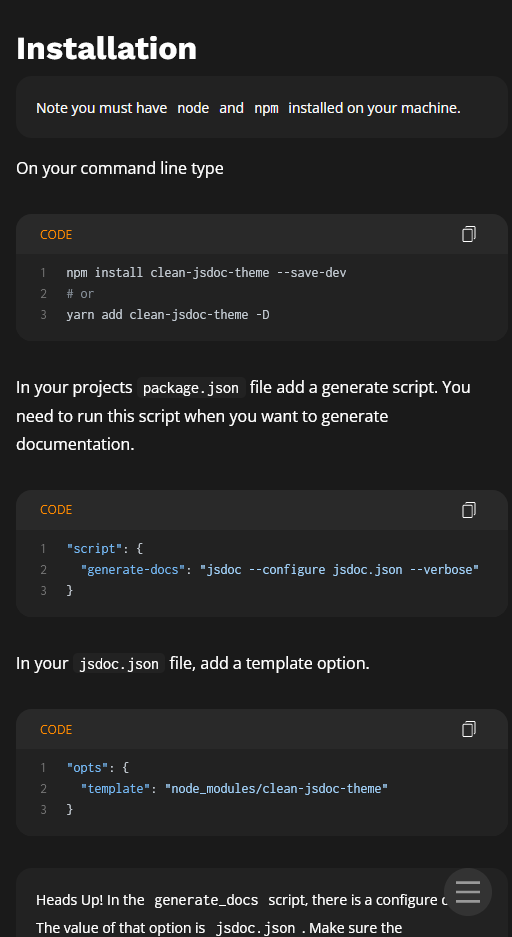 Installation
Note you must have node and npm installed on your machine.
On your command line type
CODE
1 npm install clean-jsdoc-theme --save-dev
2 # or
3 yarn add clean-jsdoc-theme -D
In your projects package.json file add a generate script. You
need to run this script when you want to generate
documentation.
CODE
1 "script": {
2 "generate-docs": "jsdoc --configure jsdoc.json --verbose"
3 }
In your jsdoc.json file, add a template option.
CODE
1 "opts": {
2 "template": "node_modules/clean-jsdoc-theme"
3 }
Heads Up! In the generate_docs script, there is a configure
The value of that option is jsdoc.json . Make sure the